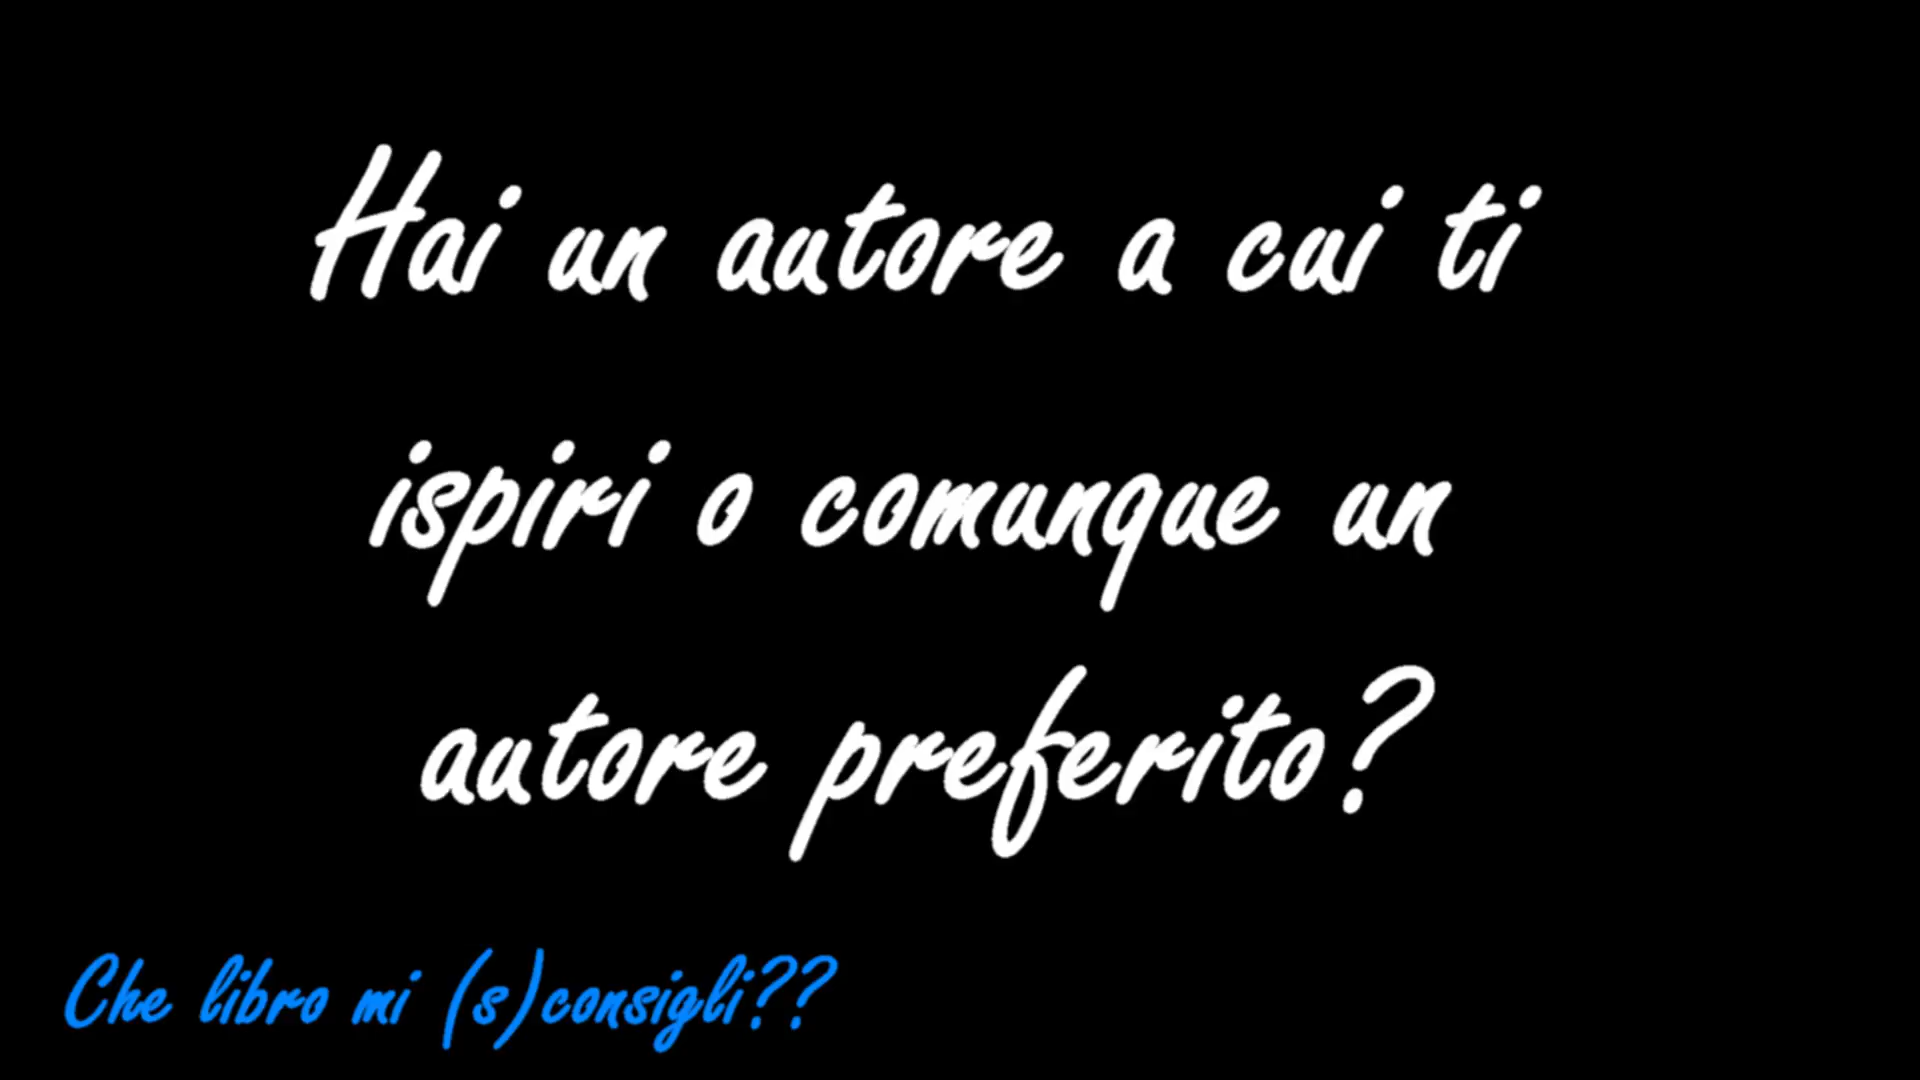 Hai un autore a cui ti
ispiri o comunque un
autore preferito?
Che libro mi (s)consigli??